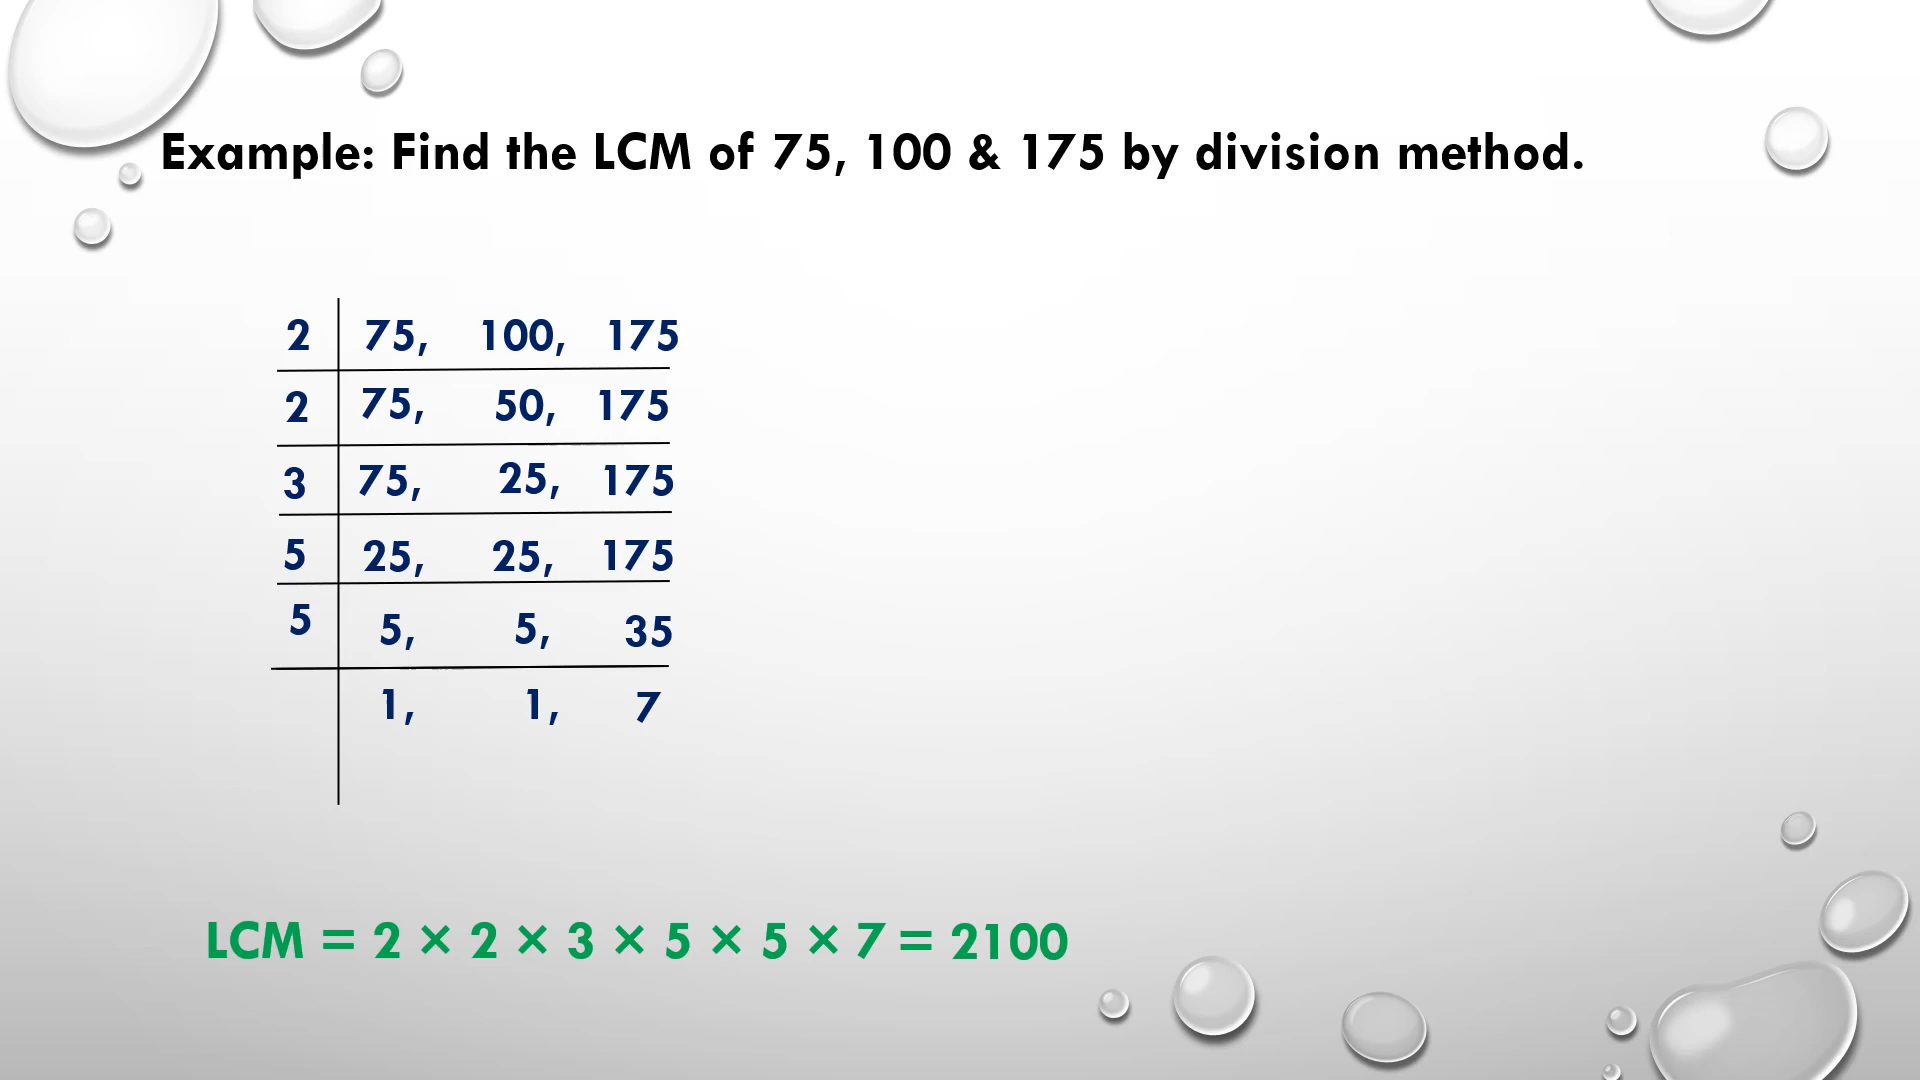 Example: Find the LCM of 75, 100 & 175 by division method.
2 75, 100, 175
2 75, 50, 175
3 75, 25, 175
5 25, 25, 175
5 5, 5, 35
1, 1, 7
LCM = 2 × 2 × 3 × 5 × 5 × 7 = 2100